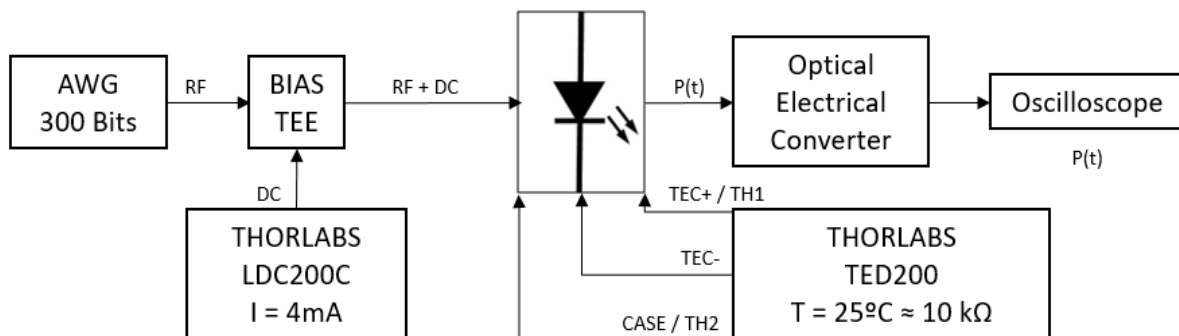 AWG
300 Bits
RF
BIAS
TEE
RF + DC
P(t)
Optical
Electrical
Converter
Oscilloscope
P(t)
DC
THORLABS
LDC200C
I = 4mA
TEC+ / TH1
TEC-
CASE / TH2
THORLABS
TED200
T = 25ºC ≈ 10 kΩ